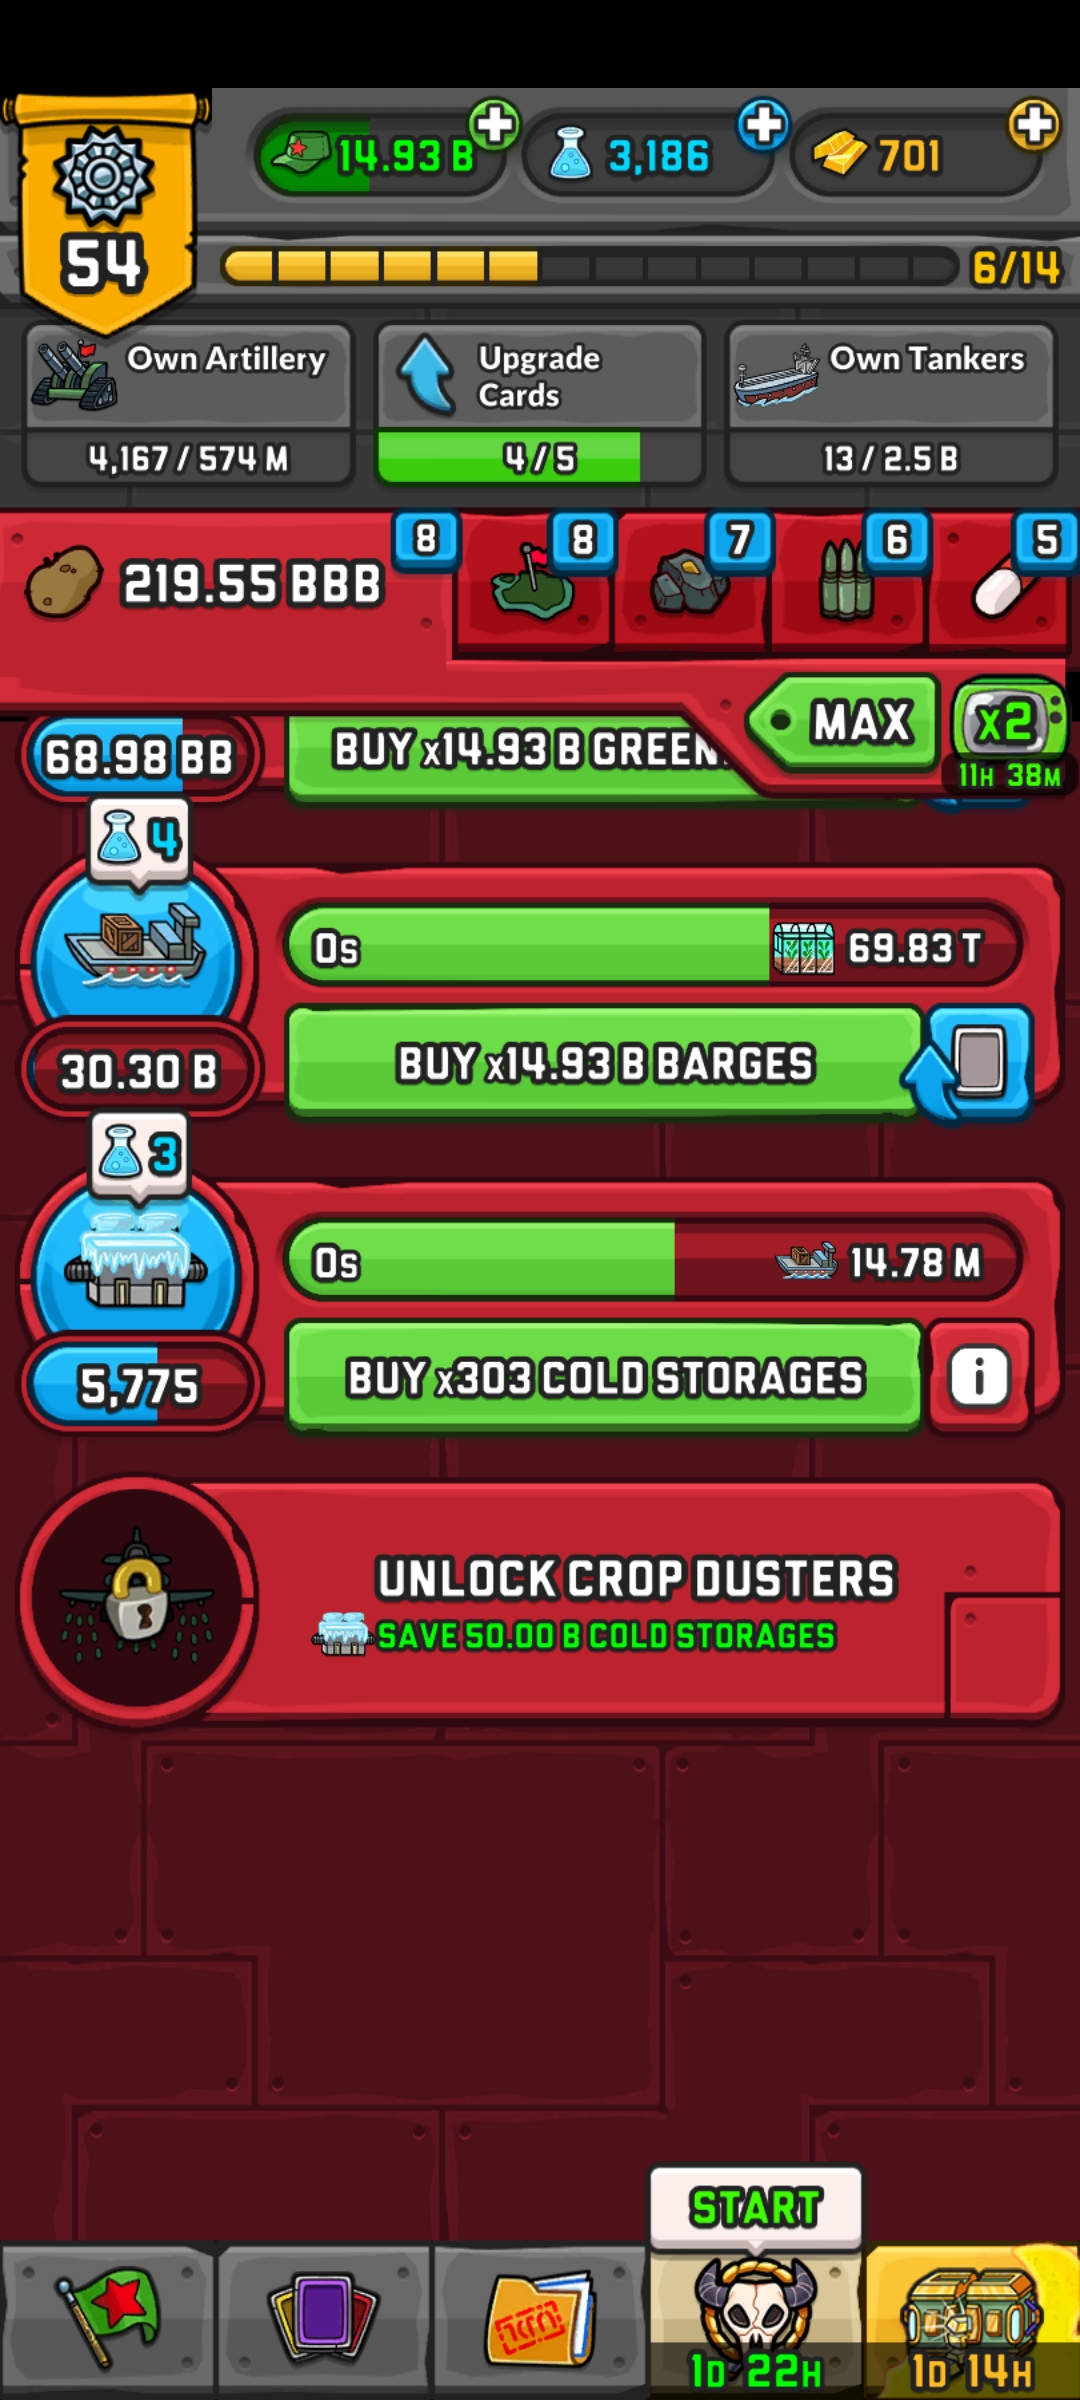 14.93 B
3,186
701
54
6/14
Own Artillery
4,167 / 574 M
Upgrade
Cards
4 / 5
Own Tankers
13 / 2.5 B
219.55 BBB
8
8
7
6
5
MAX
x2
11H 38M
68.98 BB
BUY x14.93 B GREEN
4
0s
69.83 T
30.30 B
BUY x14.93 B BARGES
3
0s
14.78 M
5,775
BUY x303 COLD STORAGES
i
UNLOCK CROP DUSTERS
SAVE 50.00 B COLD STORAGES
START
1D 22H
1D 14H